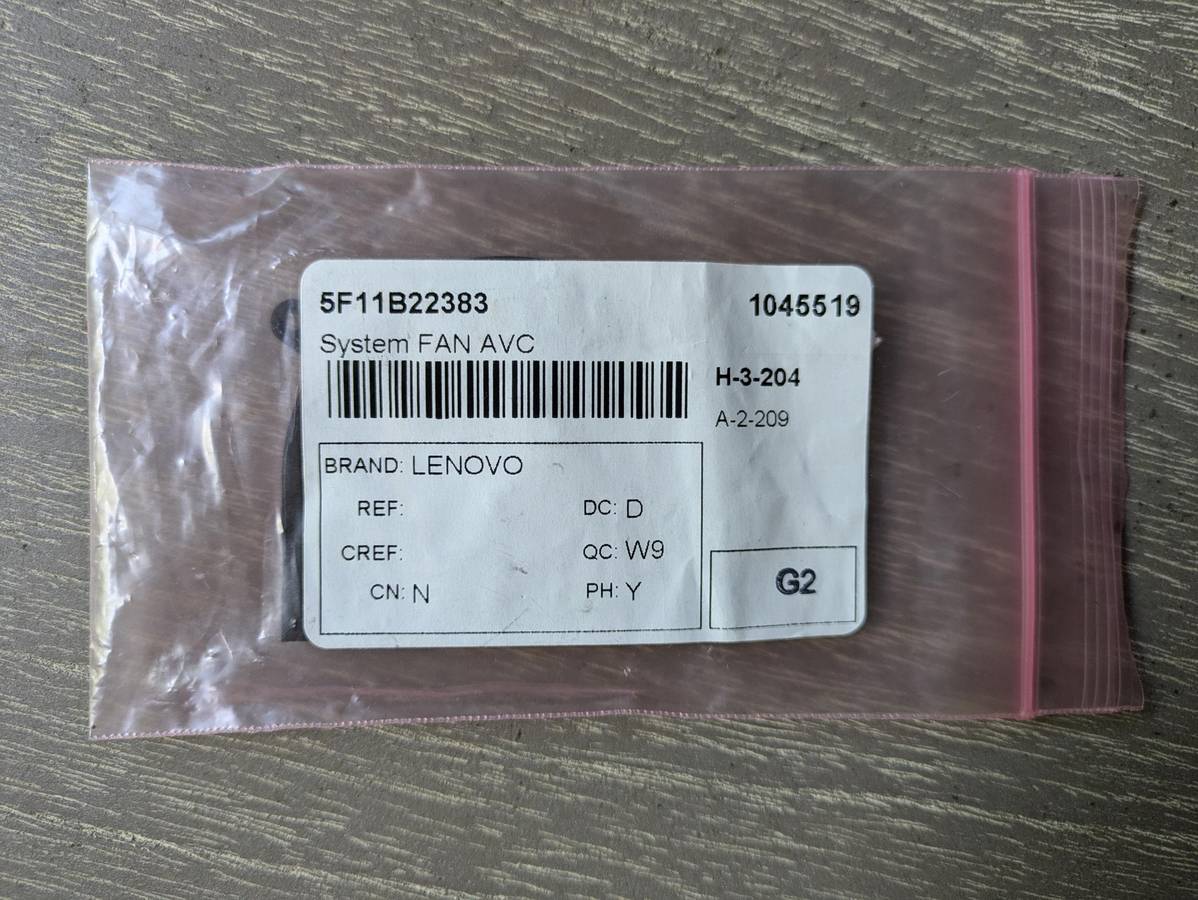 5F11B22383 1045519
System FAN AVC
H-3-204
A-2-209
BRAND: LENOVO
REF: DC: D
CREF: QC: W9
CN: N PH: Y
G2